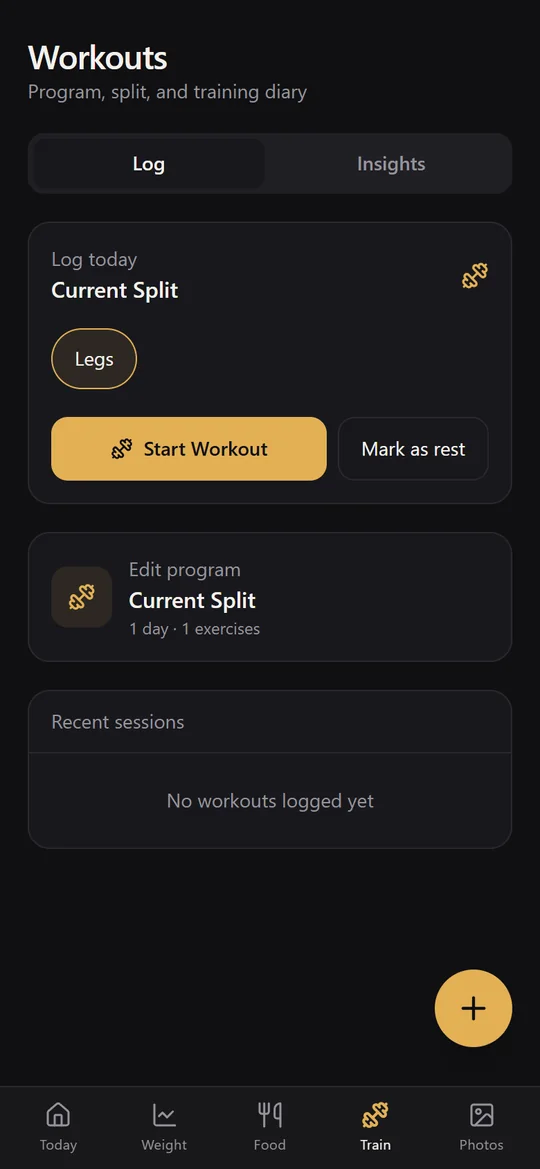 Workouts
Program, split, and training diary
Log
Insights
Log today
Current Split
Legs
Start Workout
Mark as rest
Edit program
Current Split
1 day · 1 exercises
Recent sessions
No workouts logged yet
Today
Weight
Food
Train
Photos